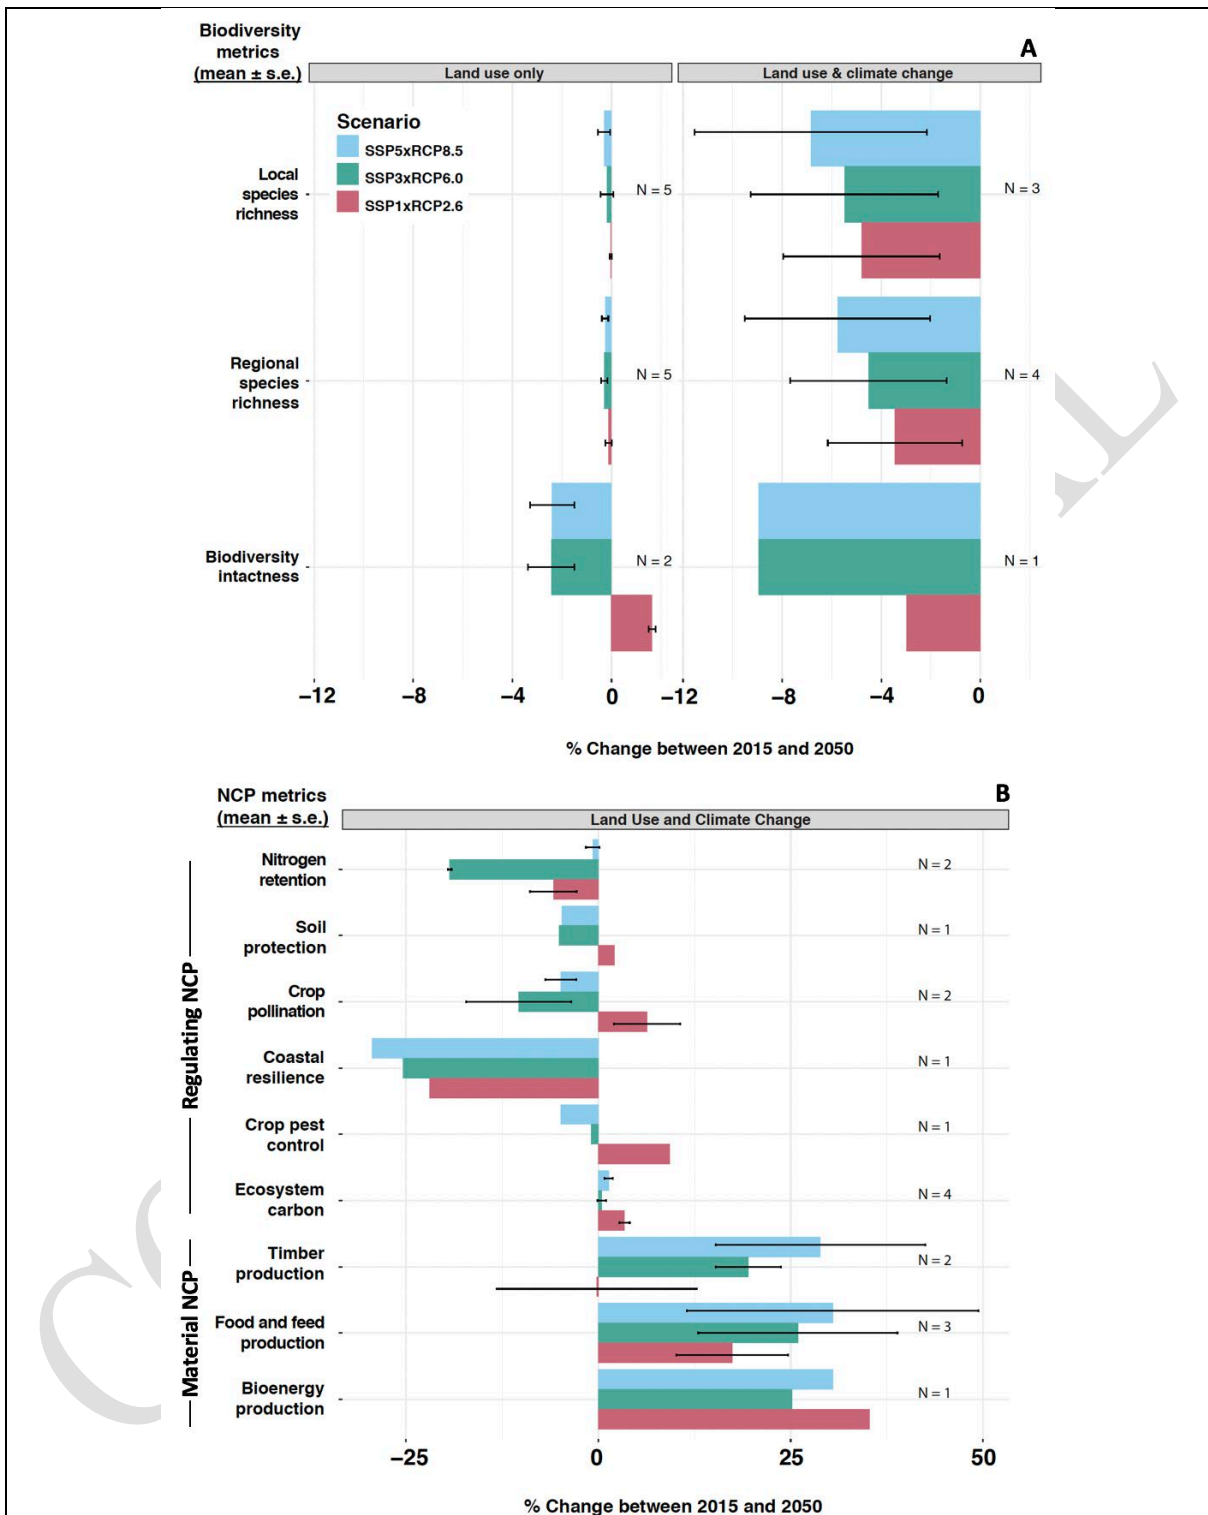 Biodiversity
metrics
(mean ± s.e.)
A
Land use only
Land use & climate change
Scenario
SSP5xRCP8.5
SSP3xRCP6.0
SSP1xRCP2.6
Local
species
richness
N = 5
N = 3
Regional
species
richness
N = 5
N = 4
Biodiversity
intactness
N = 2
N = 1
−12 −8 −4 0 −12 −8 −4 0
% Change between 2015 and 2050
NCP metrics
(mean ± s.e.)
B
Land Use and Climate Change
Regulating NCP
Nitrogen
retention
N = 2
Soil
protection
N = 1
Crop
pollination
N = 2
Coastal
resilience
N = 1
Crop pest
control
N = 1
Ecosystem
carbon
N = 4
Material NCP
Timber
production
N = 2
Food and feed
production
N = 3
Bioenergy
production
N = 1
−25 0 25 50
% Change between 2015 and 2050